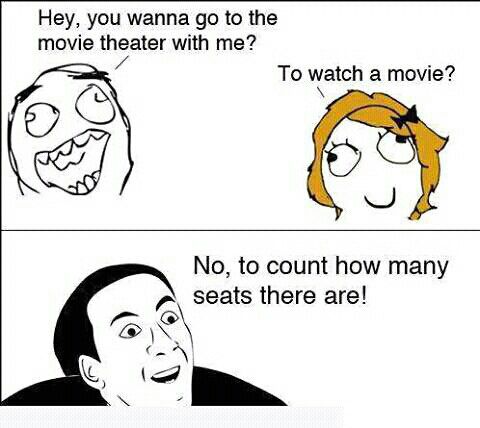 Hey, you wanna go to the
movie theater with me?
To watch a movie?
No, to count how many
seats there are!